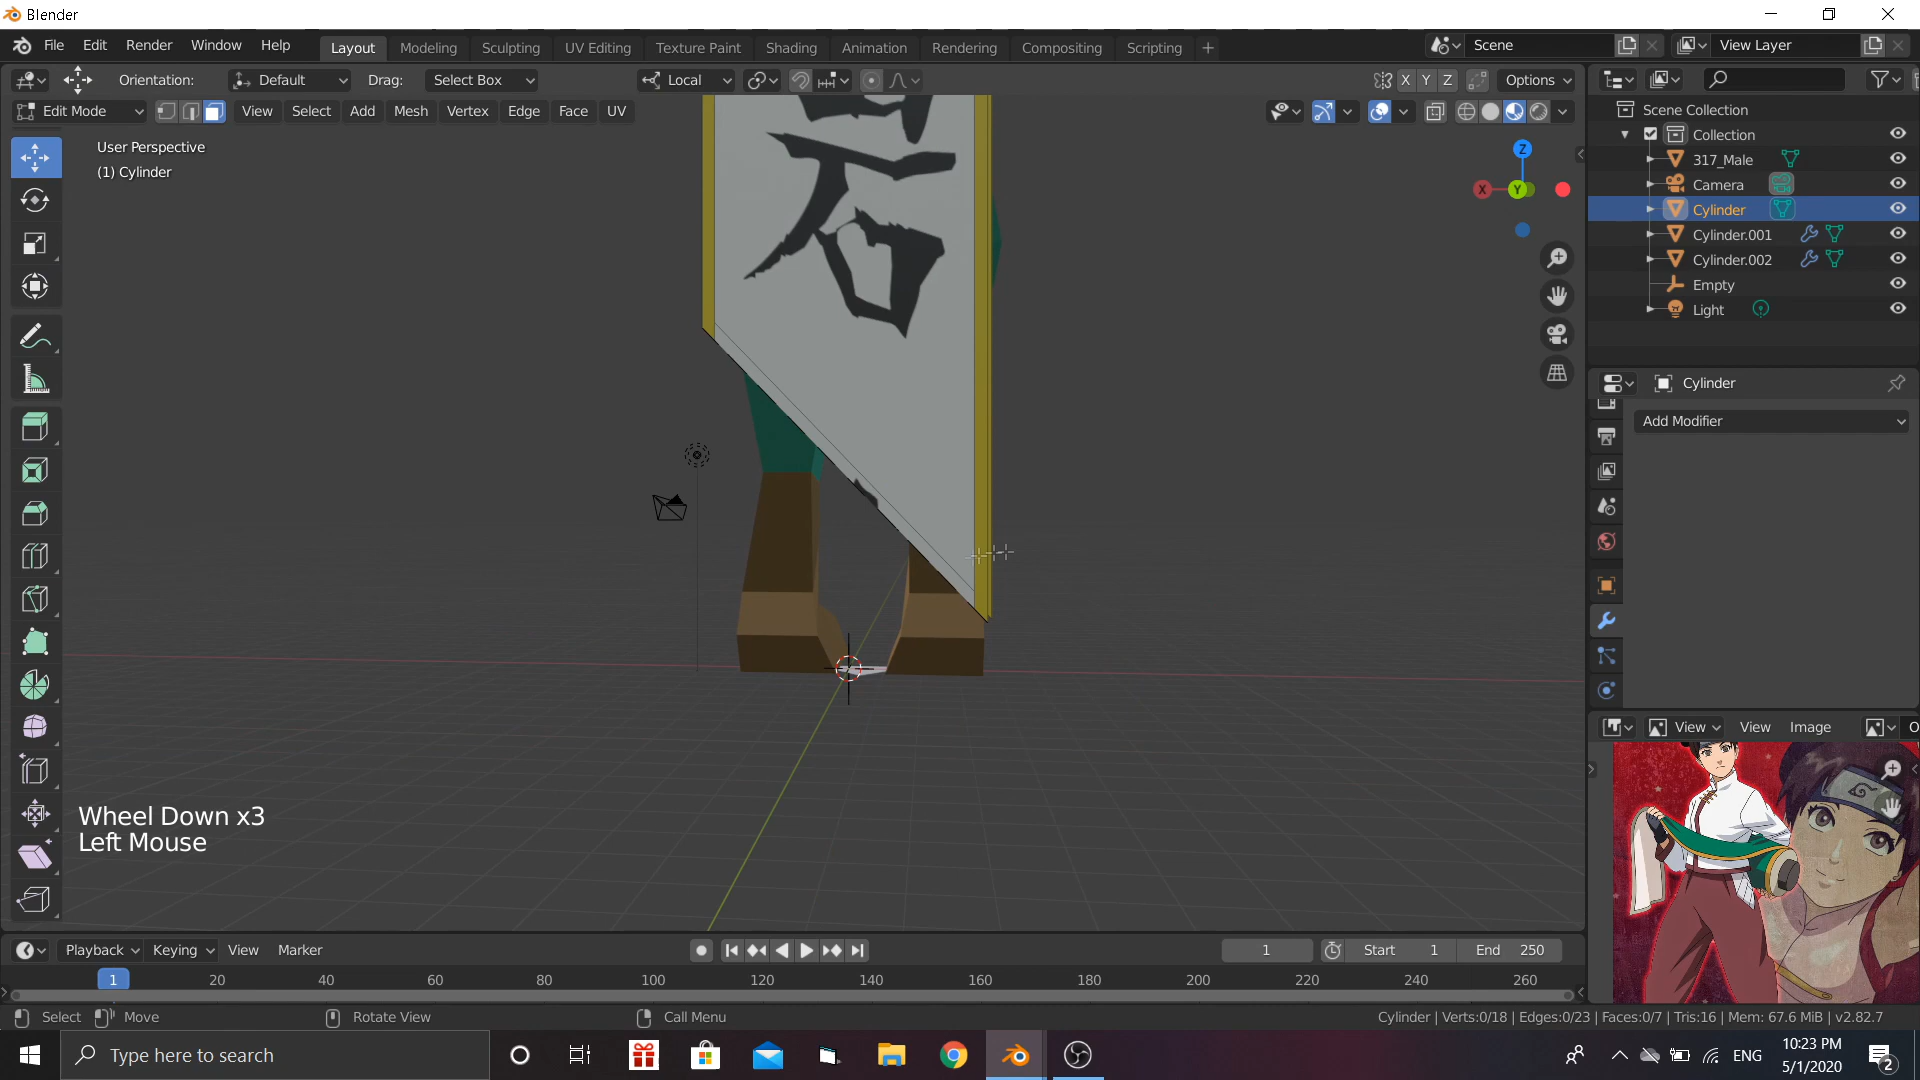 Blender
File Edit Render Window Help
Layout Modeling Sculpting UV Editing Texture Paint Shading Animation Rendering Compositing Scripting +
Scene
View Layer
Orientation: Default Drag: Select Box
Local
X Y Z
Options
Edit Mode View Select Add Mesh Vertex Edge Face UV
User Perspective
(1) Cylinder
Z
X Y
Scene Collection
Collection
317_Male
Camera
Cylinder
Cylinder.001
Cylinder.002
Empty
Light
Cylinder
Add Modifier
View View Image
Wheel Down x3
Left Mouse
Playback Keying View Marker
1
Start 1
End 250
1 20 40 60 80 100 120 140 160 180 200 220 240 260
Select Move Rotate View Call Menu
Cylinder | Verts:0/18 | Edges:0/23 | Faces:0/7 | Tris:16 | Mem: 67.6 MiB | v2.82.7
Type here to search
ENG
10:23 PM
5/1/2020
2